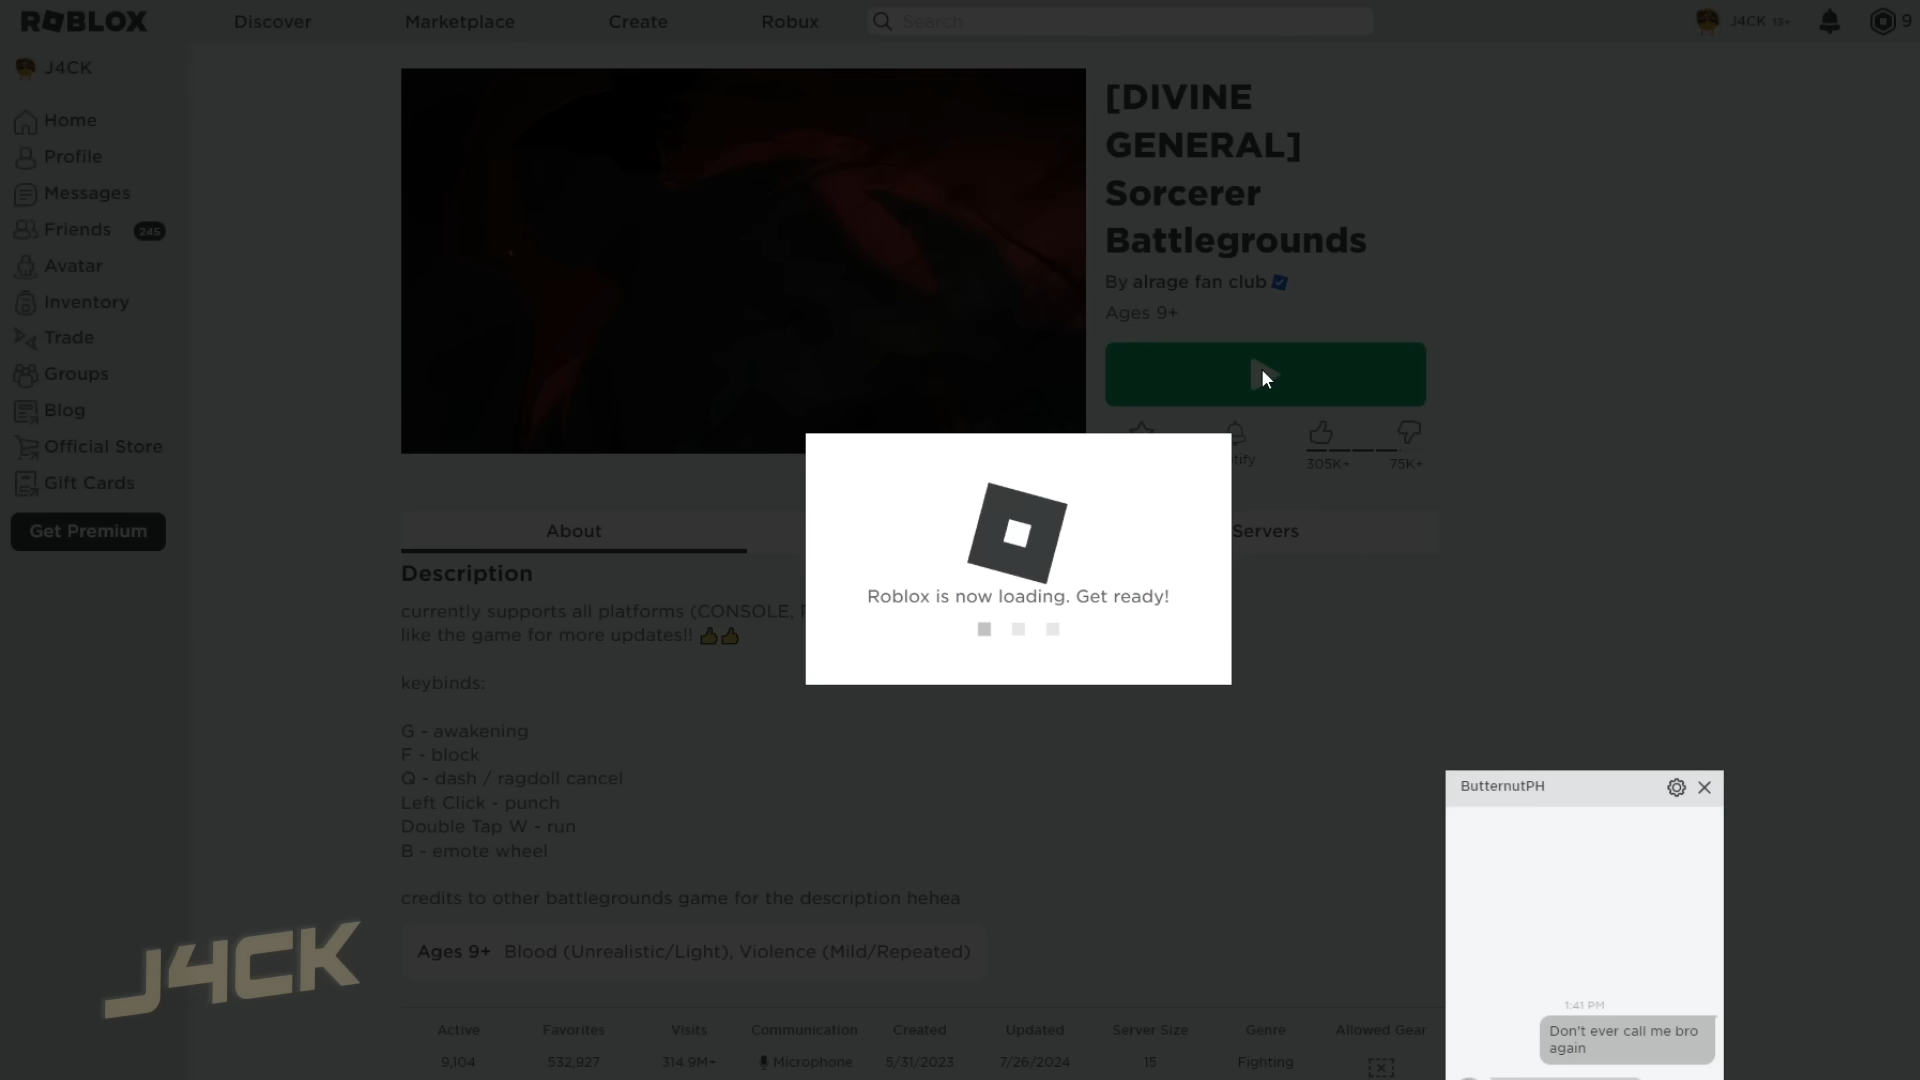 ROBLOX
Discover
Marketplace
Create
Robux
Search
J4CK 13+
9
J4CK
Home
Profile
Messages
Friends 245
Avatar
Inventory
Trade
Groups
Blog
Official Store
Gift Cards
Get Premium
[DIVINE
GENERAL]
Sorcerer
Battlegrounds
By alrage fan club
Ages 9+
tify
305K+
75K+
About
Servers
Roblox is now loading. Get ready!
Description
currently supports all platforms (CONSOLE,
like the game for more updates!! 👍👍
keybinds:
G - awakening
F - block
Q - dash / ragdoll cancel
Left Click - punch
Double Tap W - run
B - emote wheel
credits to other battlegrounds game for the description hehea
Ages 9+ Blood (Unrealistic/Light), Violence (Mild/Repeated)
Active Favorites Visits Communication Created Updated Server Size Genre Allowed Gear
9,104 532,927 314.9M+ Microphone 5/31/2023 7/26/2024 15 Fighting
J4CK
ButternutPH
1:41 PM
Don't ever call me bro
again